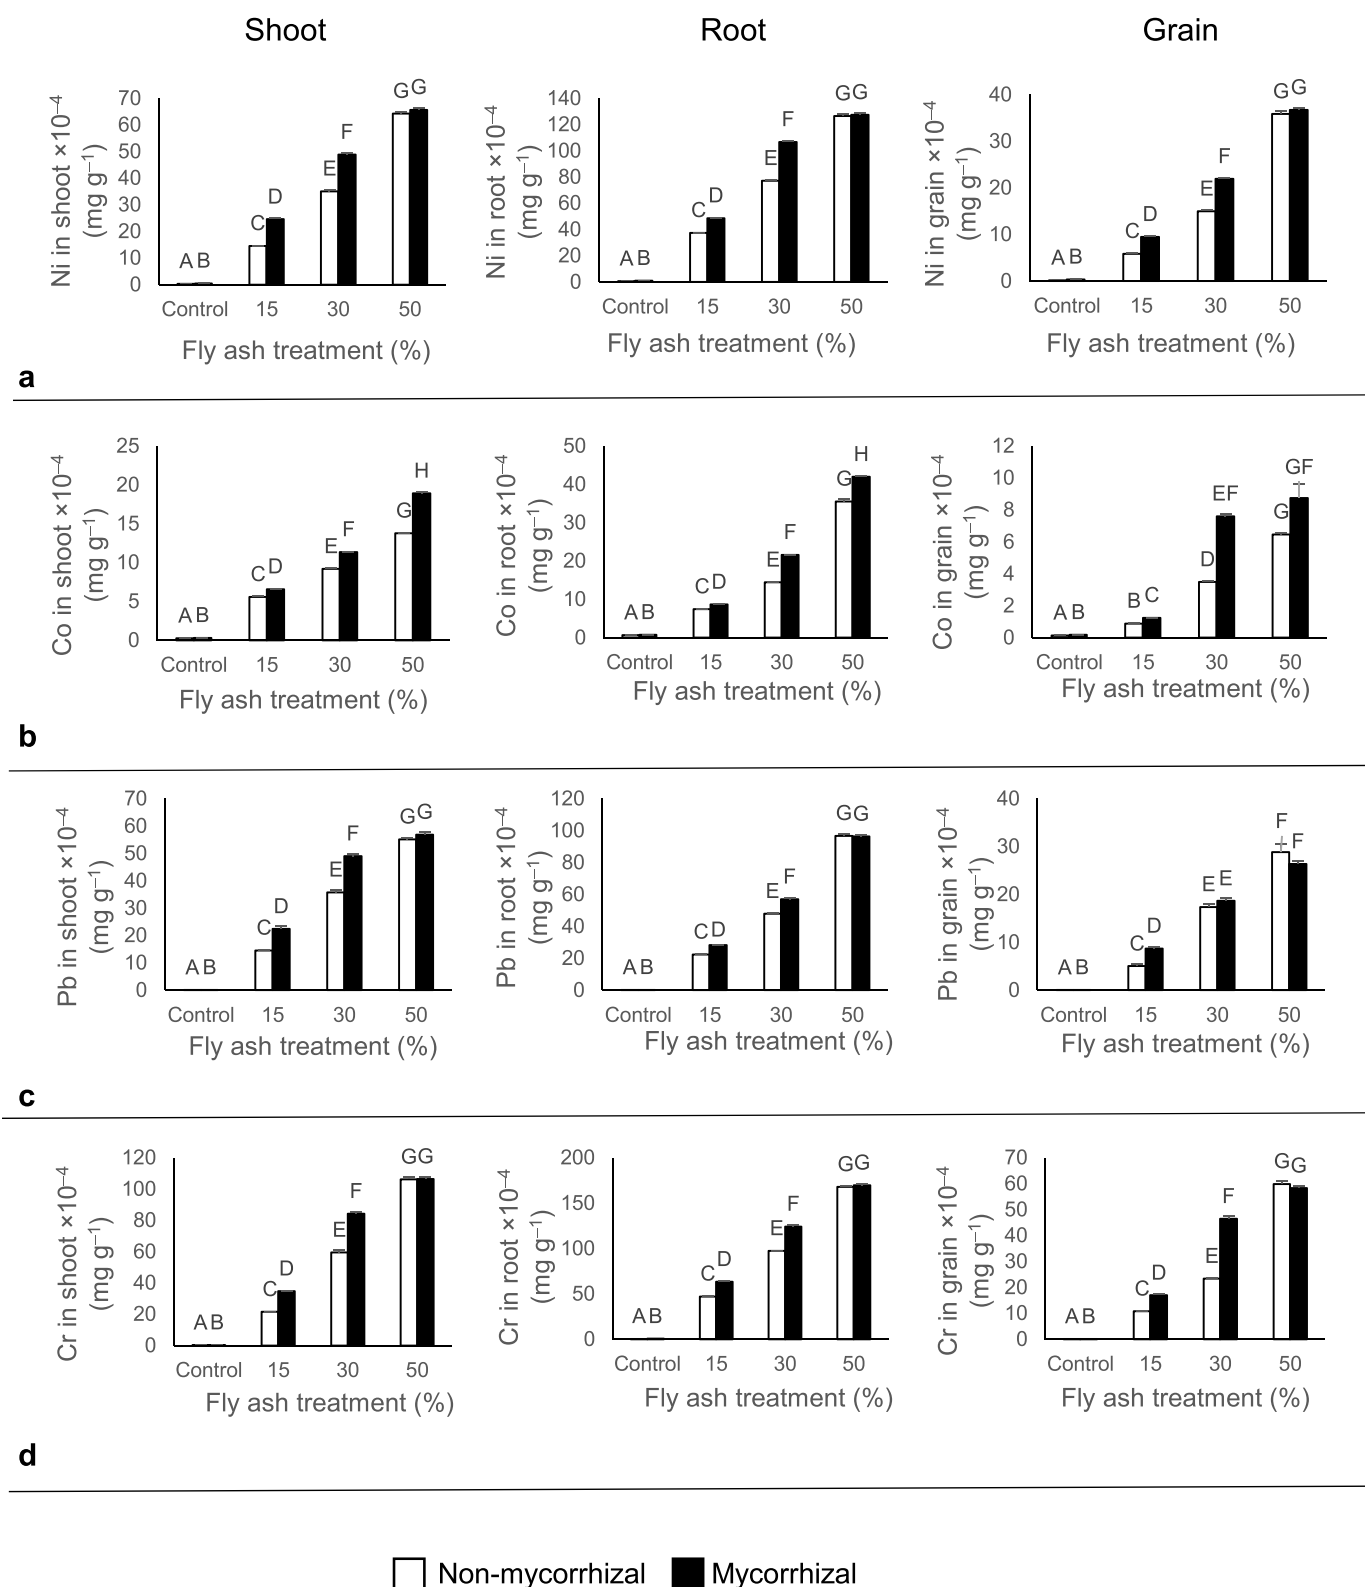 Shoot Root Grain
Ni in shoot ×10⁻⁴
(mg g⁻¹)
70
60
50
40
30
20
10
0
A B C D E F G G
Control 15 30 50
Fly ash treatment (%)
Ni in root ×10⁻⁴
(mg g⁻¹)
140
120
100
80
60
40
20
0
A B C D E F G G
Control 15 30 50
Fly ash treatment (%)
Ni in grain ×10⁻⁴
(mg g⁻¹)
40
30
20
10
0
A B C D E F G G
Control 15 30 50
Fly ash treatment (%)
a
Co in shoot ×10⁻⁴
(mg g⁻¹)
25
20
15
10
5
0
A B C D E F G H
Control 15 30 50
Fly ash treatment (%)
Co in root ×10⁻⁴
(mg g⁻¹)
50
40
30
20
10
0
A B C D E F G H
Control 15 30 50
Fly ash treatment (%)
Co in grain ×10⁻⁴
(mg g⁻¹)
12
10
8
6
4
2
0
A B B C D EF G GF
Control 15 30 50
Fly ash treatment (%)
b
Pb in shoot ×10⁻⁴
(mg g⁻¹)
70
60
50
40
30
20
10
0
A B C D E F G G
Control 15 30 50
Fly ash treatment (%)
Pb in root ×10⁻⁴
(mg g⁻¹)
120
100
80
60
40
20
0
A B C D E F G G
Control 15 30 50
Fly ash treatment (%)
Pb in grain ×10⁻⁴
(mg g⁻¹)
40
30
20
10
0
A B C D E E F F
Control 15 30 50
Fly ash treatment (%)
c
Cr in shoot ×10⁻⁴
(mg g⁻¹)
120
100
80
60
40
20
0
A B C D E F G G
Control 15 30 50
Fly ash treatment (%)
Cr in root ×10⁻⁴
(mg g⁻¹)
200
150
100
50
0
A B C D E F G G
Control 15 30 50
Fly ash treatment (%)
Cr in grain ×10⁻⁴
(mg g⁻¹)
70
60
50
40
30
20
10
0
A B C D E F G G
Control 15 30 50
Fly ash treatment (%)
d
Non-mycorrhizal Mycorrhizal